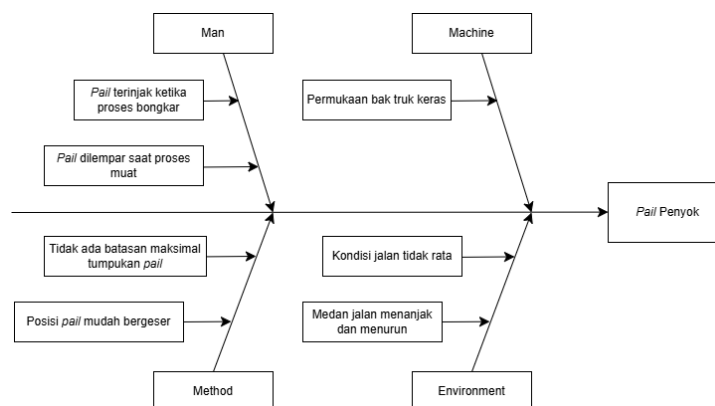 Man
Machine
Pail terinjak ketika
proses bongkar
Permukaan bak truk keras
Pail dilempar saat proses
muat
Pail Penyok
Tidak ada batasan maksimal
tumpukan pail
Kondisi jalan tidak rata
Posisi pail mudah bergeser
Medan jalan menanjak
dan menurun
Method
Environment